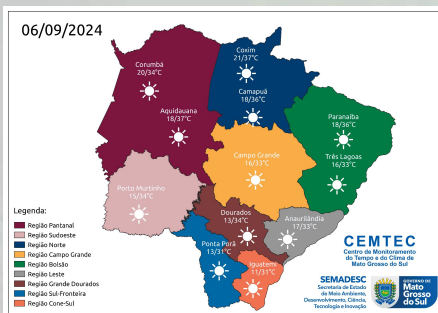 06/09/2024
Corumbá
20/34°C
Coxim
21/37°C
Camapuã
18/36°C
Aquidauana
18/37°C
Paranaíba
18/36°C
Três Lagoas
16/33°C
Campo Grande
16/33°C
Porto Murtinho
15/34°C
Dourados
13/34°C
Anaurilândia
17/33°C
Ponta Porã
13/31°C
Iguatemi
11/31°C
Legenda:
Região Pantanal
Região Sudoeste
Região Norte
Região Campo Grande
Região Bolsão
Região Leste
Região Grande Dourados
Região Sul-Fronteira
Região Cone-Sul
CEMTEC
Centro de Monitoramento
do Tempo e do Clima de
Mato Grosso do Sul
SEMADESC
Secretaria de Estado
de Meio Ambiente,
Desenvolvimento, Ciência,
Tecnologia e Inovação
GOVERNO DE
Mato
Grosso
do Sul